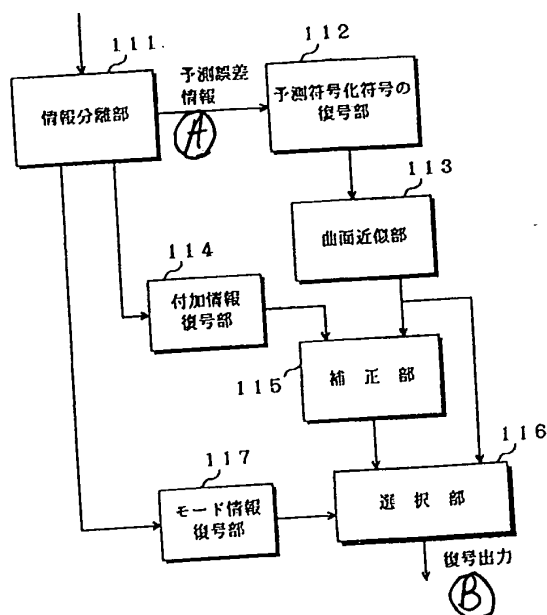 111
情報分離部
予測誤差
情報
A
112
予測符号化符号の
復号部
113
曲面近似部
114
付加情報
復号部
115
補正部
116
選択部
117
モード情報
復号部
復号出力
B